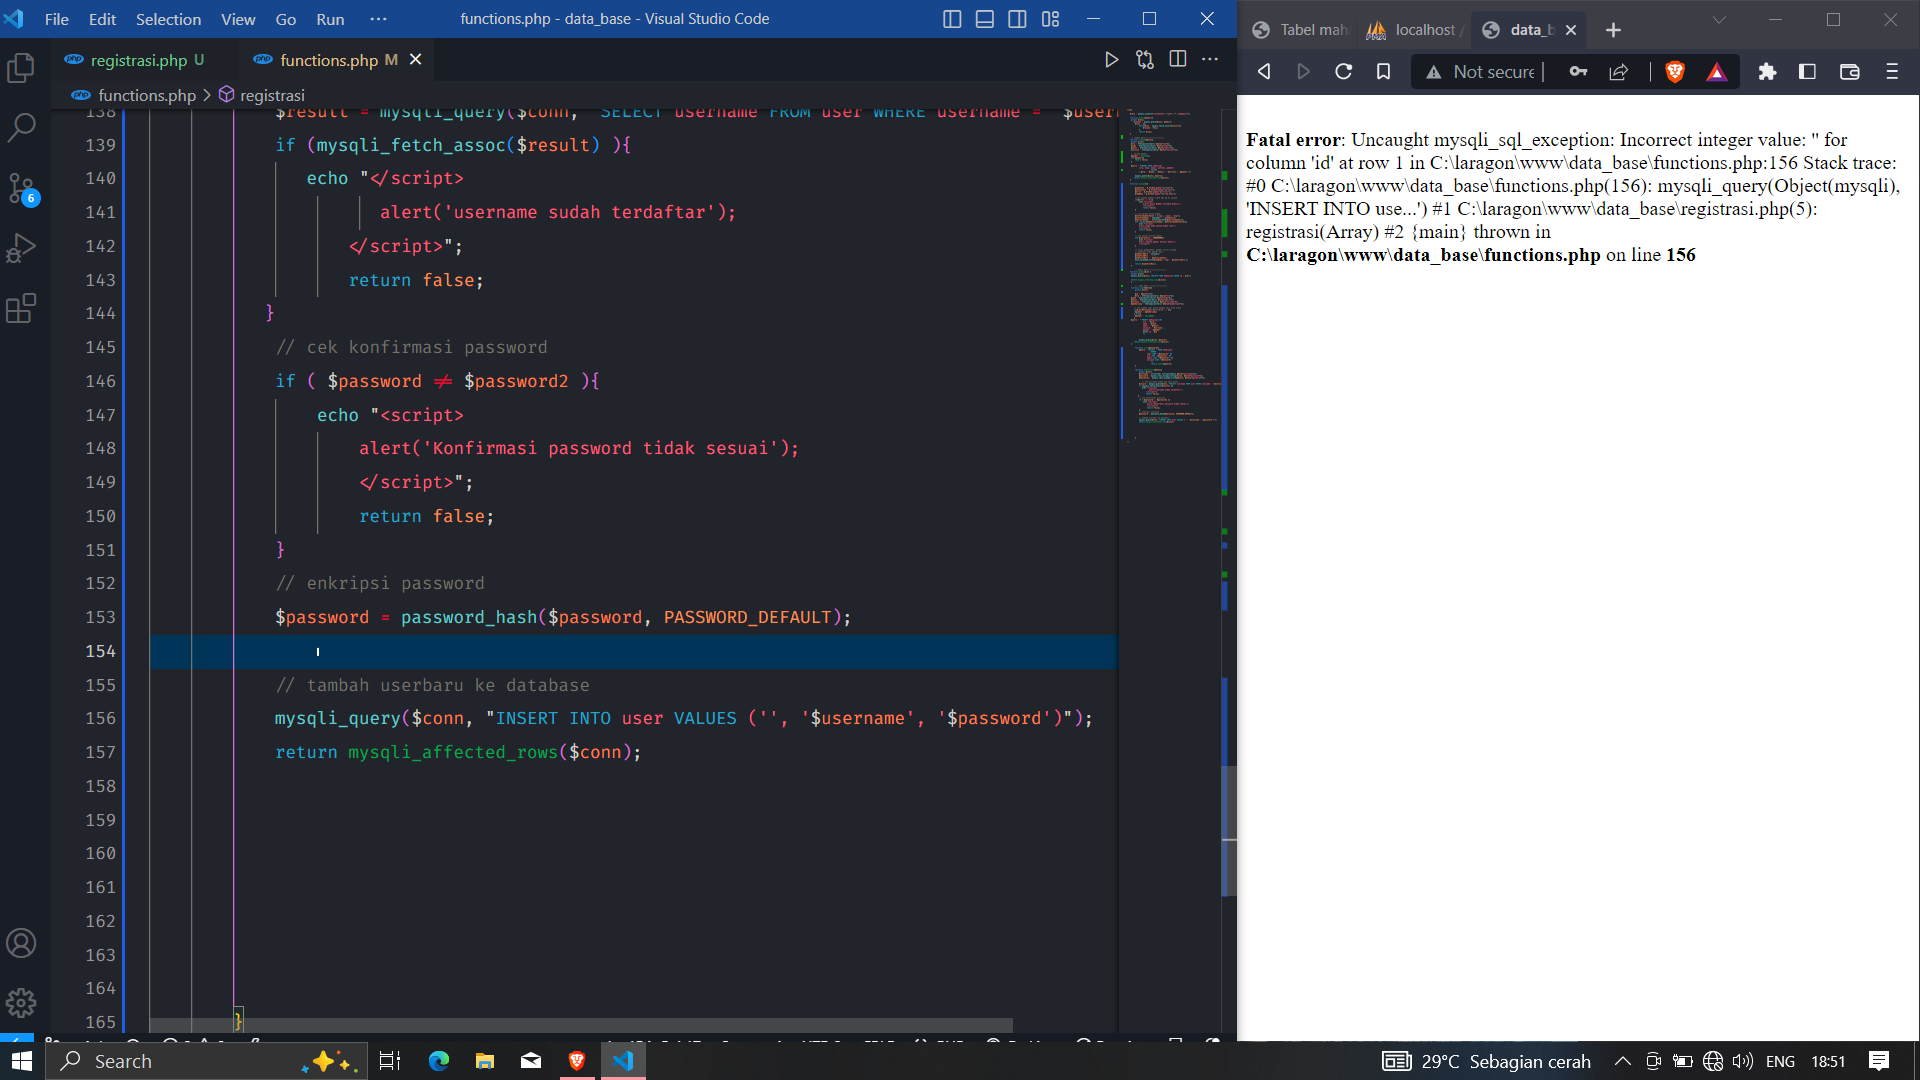 File Edit Selection View Go Run ··· functions.php - data_base - Visual Studio Code
registrasi.php U functions.php M
functions.php > registrasi
138 $result = mysqli_query($conn, "SELECT username FROM user WHERE username = '$user
139 if (mysqli_fetch_assoc($result) ){
140 echo "</script>
141 alert('username sudah terdaftar');
142 </script>";
143 return false;
144 }
145 // cek konfirmasi password
146 if ( $password ≠ $password2 ){
147 echo "<script>
148 alert('Konfirmasi password tidak sesuai');
149 </script>";
150 return false;
151 }
152 // enkripsi password
153 $password = password_hash($password, PASSWORD_DEFAULT);
154
155 // tambah userbaru ke database
156 mysqli_query($conn, "INSERT INTO user VALUES ('', '$username', '$password')");
157 return mysqli_affected_rows($conn);
158
159
160
161
162
163
164
165 }
6
Tabel mah localhost / data_b
Not secure
Fatal error: Uncaught mysqli_sql_exception: Incorrect integer value: '' for
column 'id' at row 1 in C:\laragon\www\data_base\functions.php:156 Stack trace:
#0 C:\laragon\www\data_base\functions.php(156): mysqli_query(Object(mysqli),
'INSERT INTO use...') #1 C:\laragon\www\data_base\registrasi.php(5):
registrasi(Array) #2 {main} thrown in
C:\laragon\www\data_base\functions.php on line 156
Search
29°C Sebagian cerah ENG 18:51